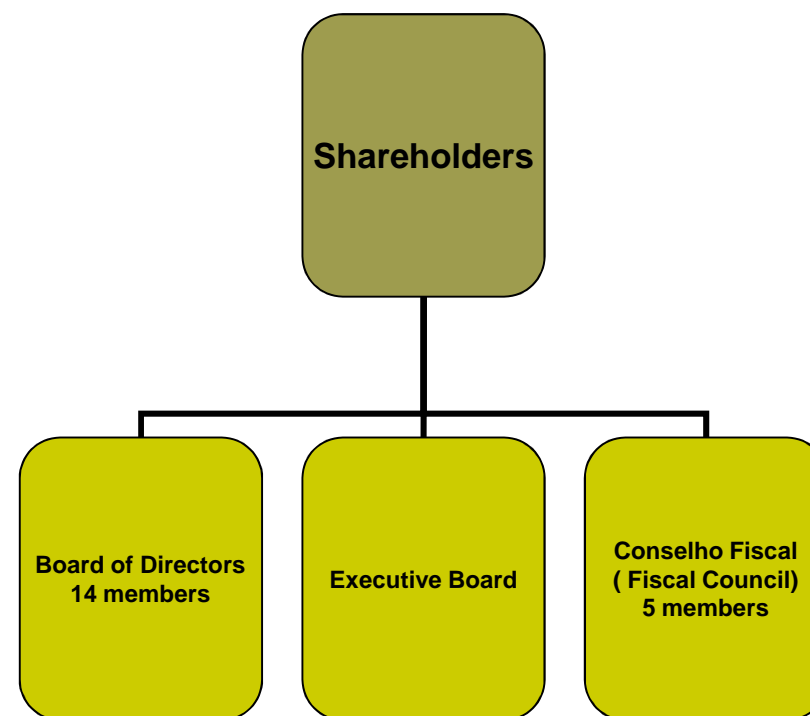 Shareholders
Board of Directors
14 members
Executive Board
Conselho Fiscal
( Fiscal Council)
5 members